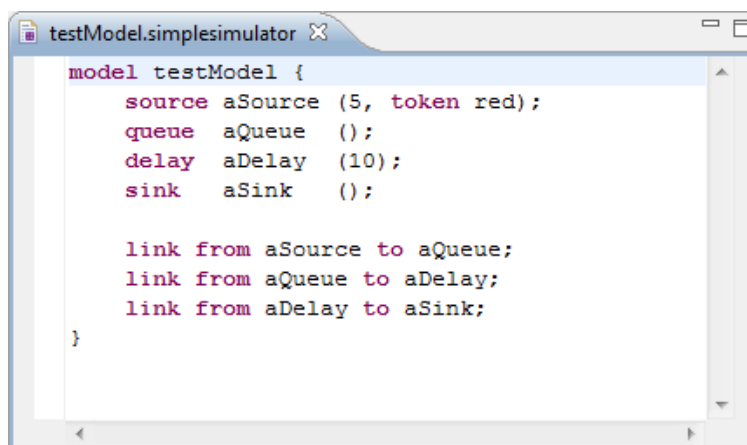 testModel.simplesimulator
model testModel {
    source aSource (5, token red);
    queue  aQueue  ();
    delay  aDelay  (10);
    sink   aSink   ();

    link from aSource to aQueue;
    link from aQueue to aDelay;
    link from aDelay to aSink;
}